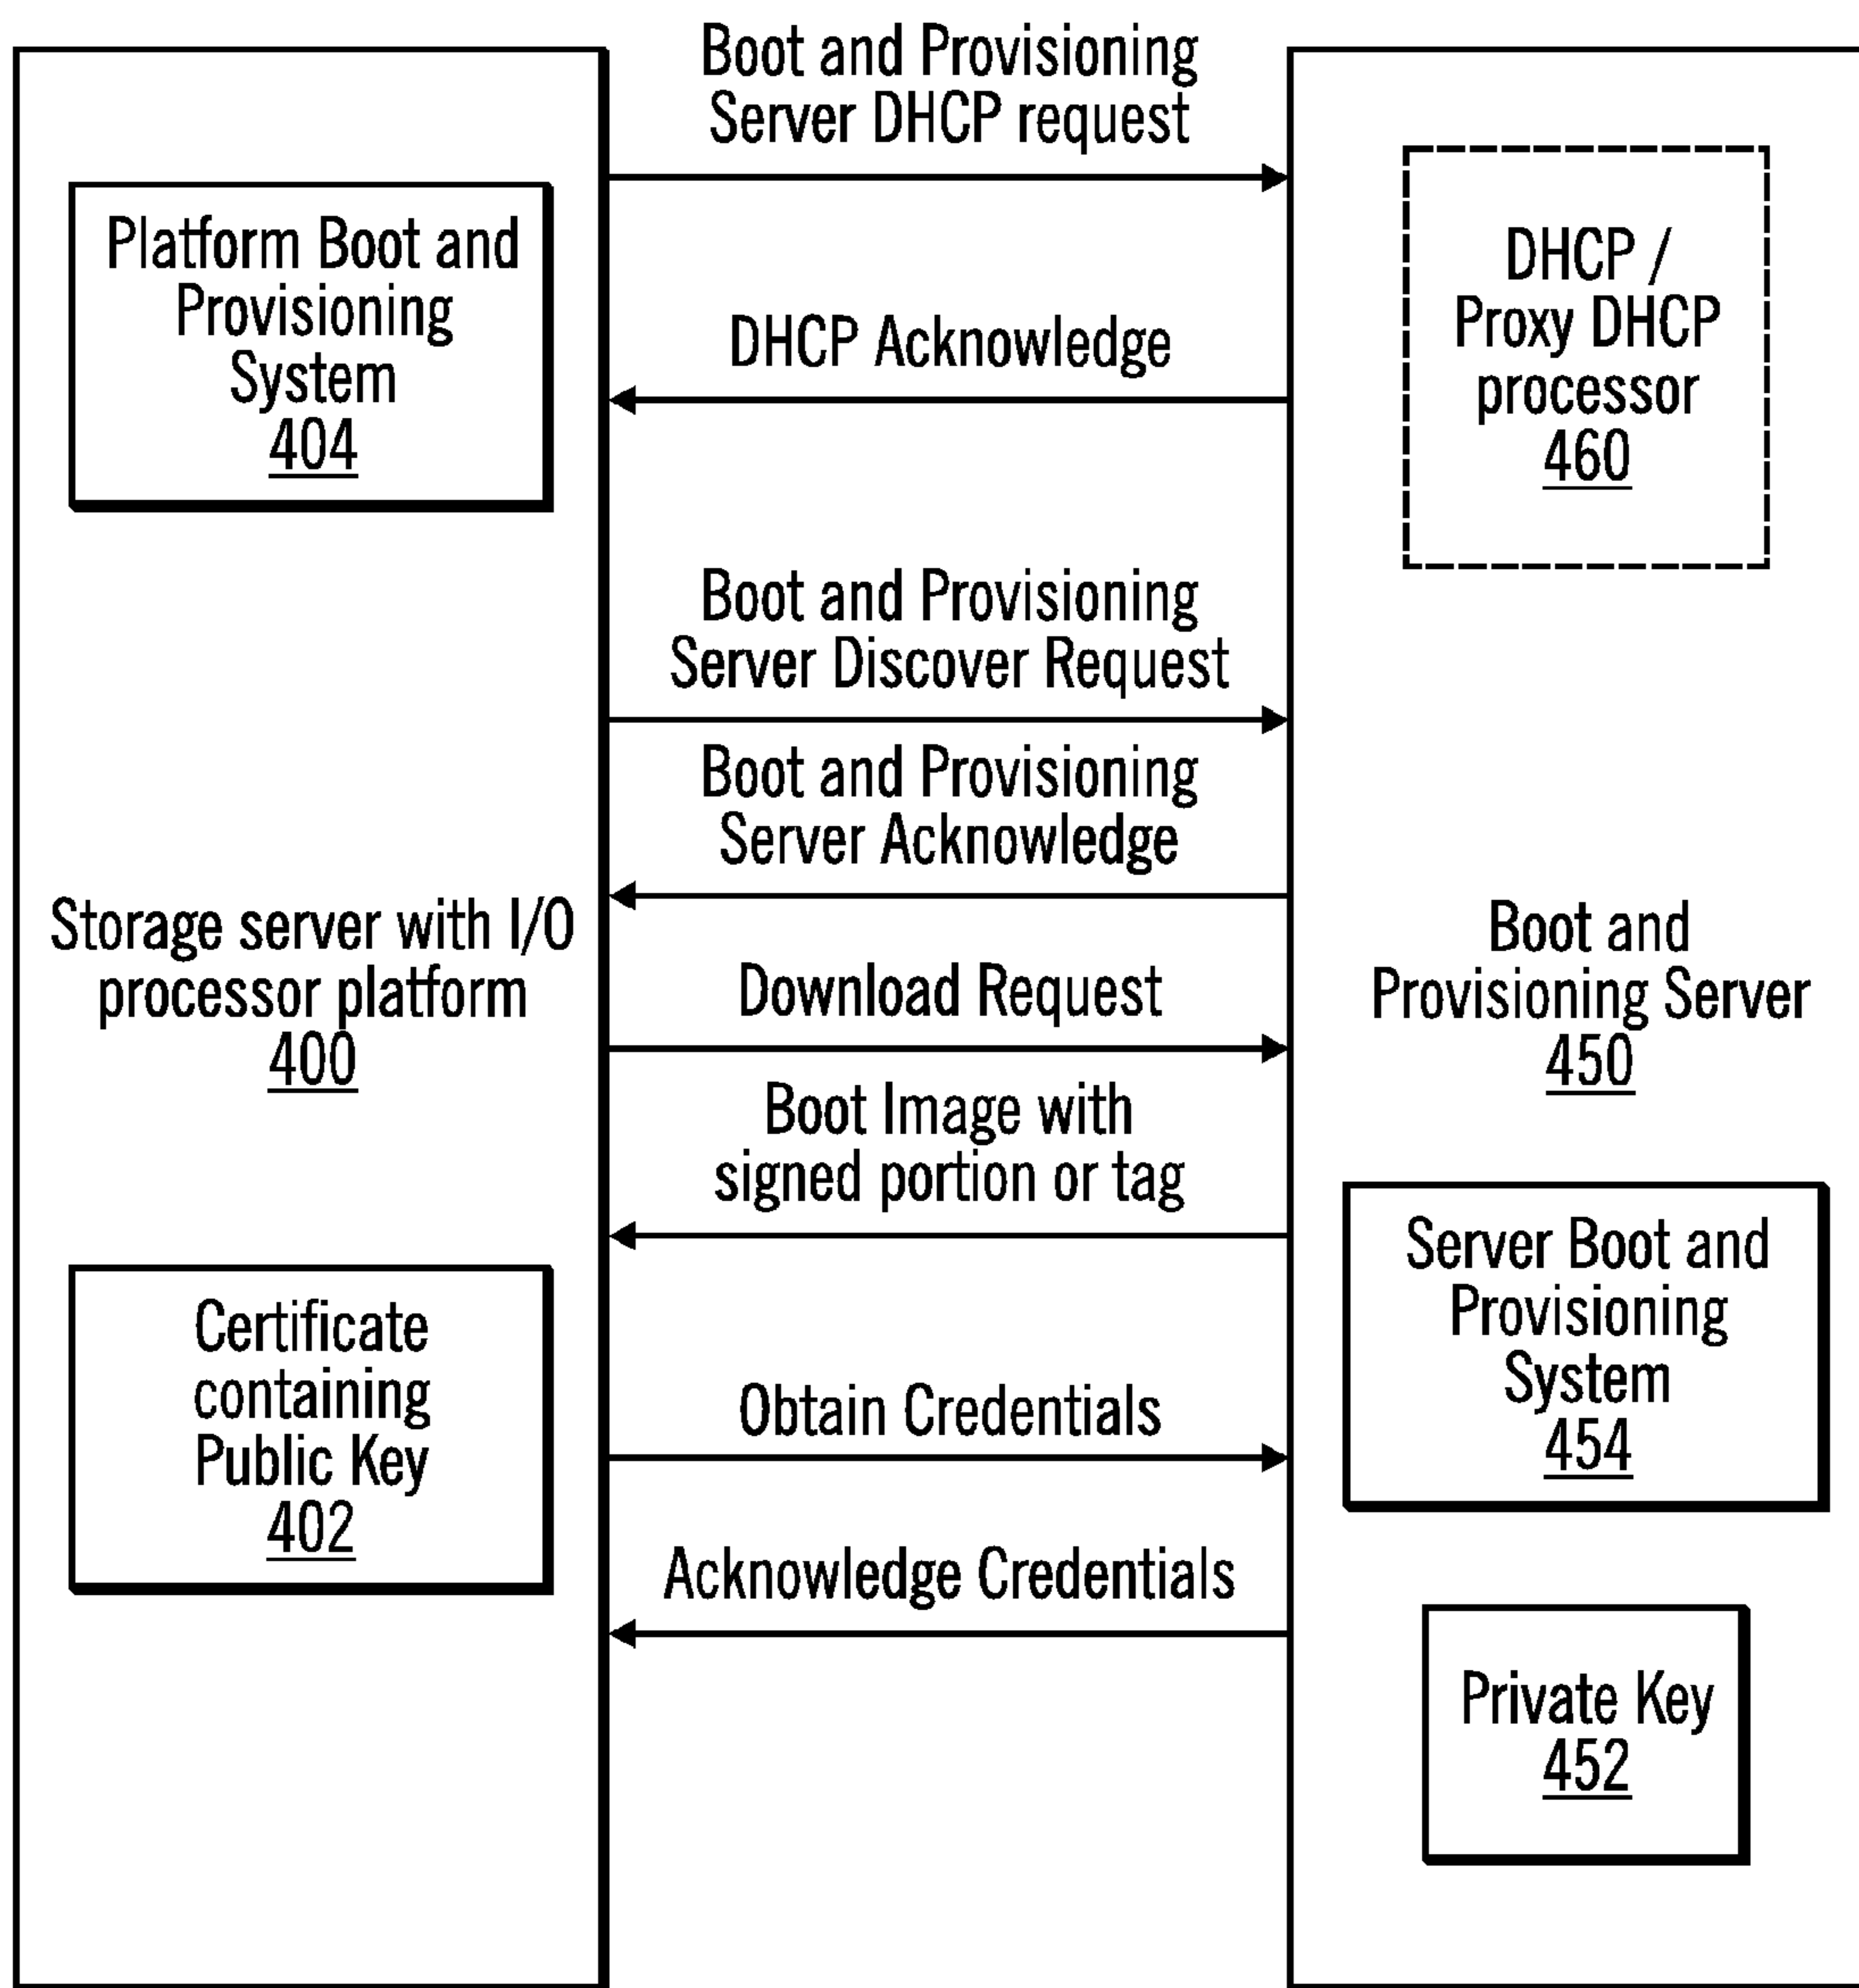 Boot and Provisioning
Server DHCP request
Platform Boot and
Provisioning
System
404
DHCP /
Proxy DHCP
processor
460
DHCP Acknowledge
Boot and Provisioning
Server Discover Request
Boot and Provisioning
Server Acknowledge
Storage server with I/O
processor platform
400
Download Request
Boot and
Provisioning Server
450
Boot Image with
signed portion or tag
Server Boot and
Provisioning
System
454
Certificate
containing
Public Key
402
Obtain Credentials
Acknowledge Credentials
Private Key
452